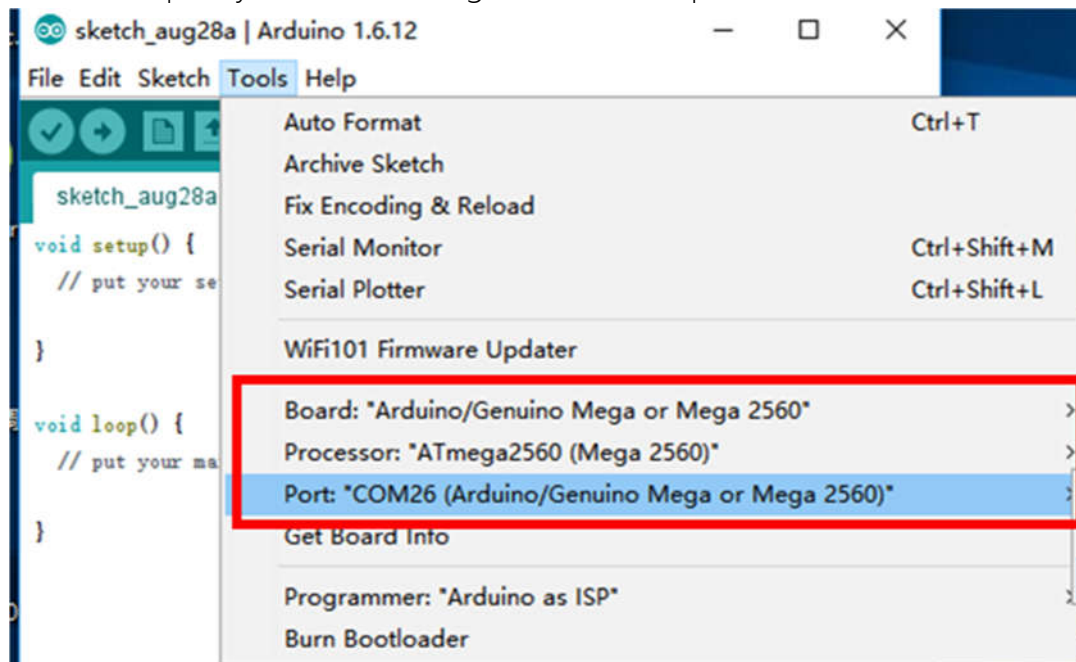 sketch_aug28a | Arduino 1.6.12
File Edit Sketch Tools Help
Auto Format Ctrl+T
Archive Sketch
sketch_aug28a
Fix Encoding & Reload
void setup() {
Serial Monitor Ctrl+Shift+M
// put your se
Serial Plotter Ctrl+Shift+L
}
WiFi101 Firmware Updater
Board: "Arduino/Genuino Mega or Mega 2560"
void loop() {
Processor: "ATmega2560 (Mega 2560)"
// put your ma
Port: "COM26 (Arduino/Genuino Mega or Mega 2560)"
}
Get Board Info
Programmer: "Arduino as ISP"
Burn Bootloader